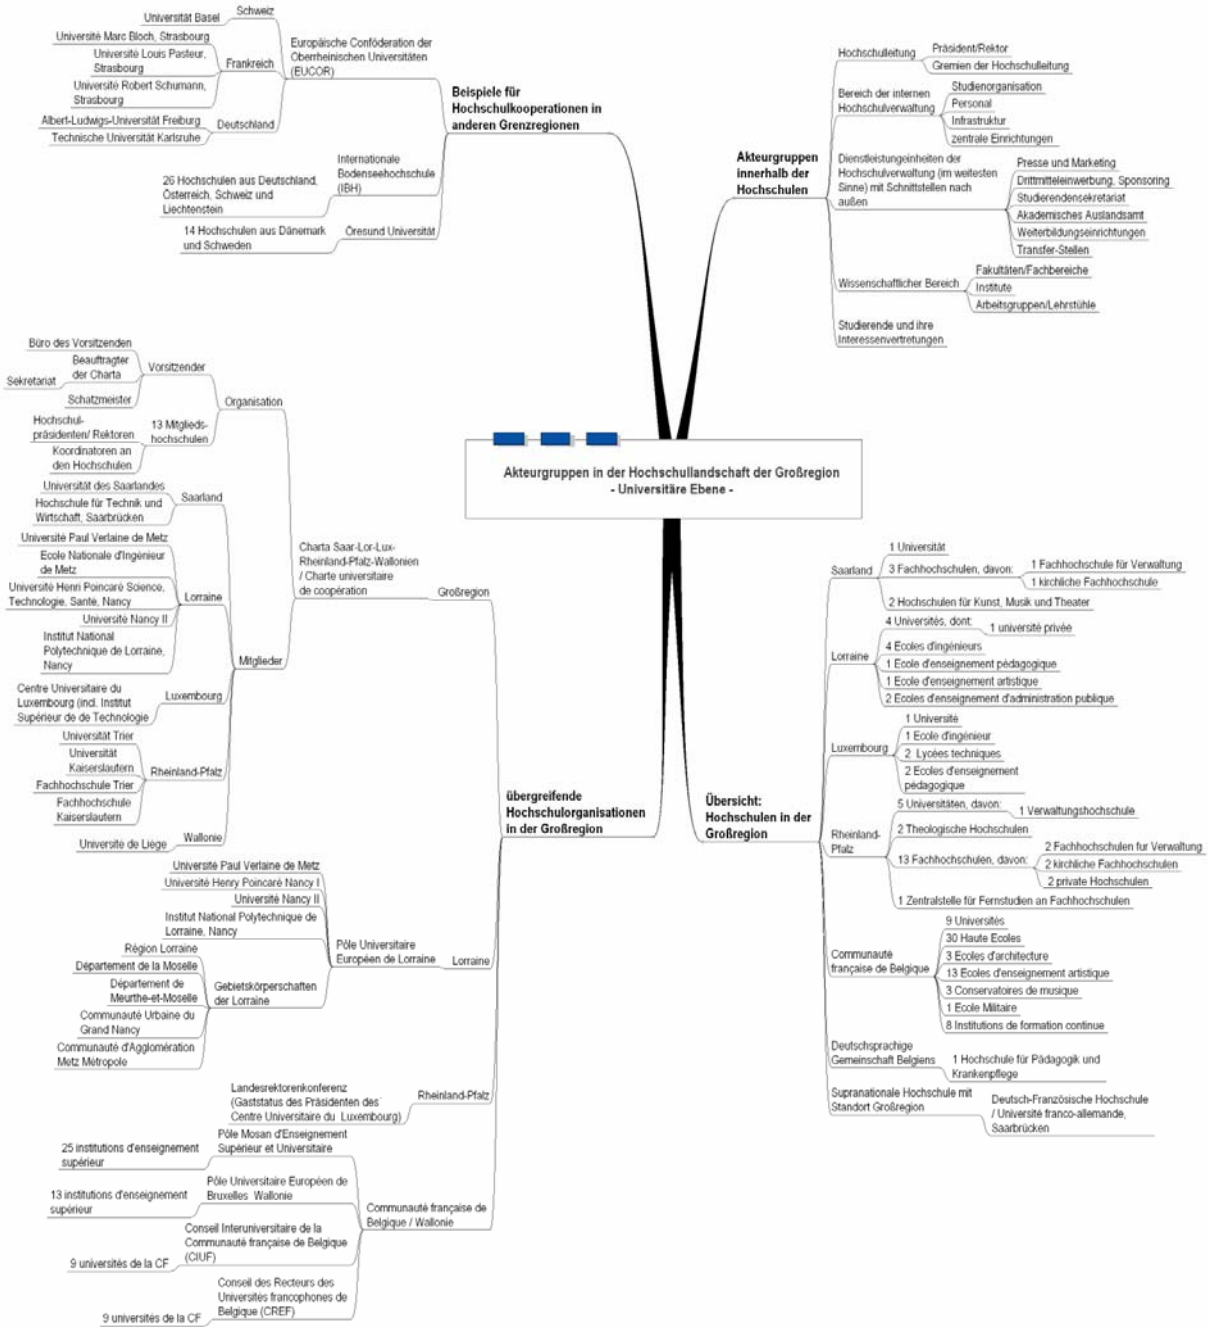 Akteurgruppen in der Hochschullandschaft der Großregion
- Universitäre Ebene -
Beispiele für
Hochschulkooperationen in
anderen Grenzregionen
Europäische Conföderation der
Oberrheinischen Universitäten
(EUCOR)
Schweiz
Universität Basel
Frankreich
Université Marc Bloch, Strasbourg
Université Louis Pasteur,
Strasbourg
Université Robert Schumann,
Strasbourg
Deutschland
Albert-Ludwigs-Universität Freiburg
Technische Universität Karlsruhe
Internationale
Bodenseehochschule
(IBH)
26 Hochschulen aus Deutschland,
Österreich, Schweiz und
Liechtenstein
Öresund Universität
14 Hochschulen aus Dänemark
und Schweden
Akteurgruppen
innerhalb der
Hochschulen
Hochschulleitung
Präsident/Rektor
Gremien der Hochschulleitung
Bereich der internen
Hochschulverwaltung
Studienorganisation
Personal
Infrastruktur
zentrale Einrichtungen
Dienstleistungeinheiten der
Hochschulverwaltung (im weitesten
Sinne) mit Schnittstellen nach
außen
Presse und Marketing
Drittmitteleinwerbung, Sponsoring
Studierendensekretariat
Akademisches Auslandsamt
Weiterbildungseinrichtungen
Transfer-Stellen
Wissenschaftlicher Bereich
Fakultäten/Fachbereiche
Institute
Arbeitsgruppen/Lehrstühle
Studierende und ihre
Interessenvertretungen
übergreifende
Hochschulorganisationen
in der Großregion
Großregion
Charta Saar-Lor-Lux-
Rheinland-Pfalz-Wallonien
/ Charte universitaire
de coopération
Organisation
Vorsitzender
Büro des Vorsitzenden
Beauftragter
der Charta
Sekretariat
Schatzmeister
13 Mitglieds-
hochschulen
Hochschul-
präsidenten/ Rektoren
Koordinatoren an
den Hochschulen
Mitglieder
Saarland
Universität des Saarlandes
Hochschule für Technik und
Wirtschaft, Saarbrücken
Lorraine
Université Paul Verlaine de Metz
Ecole Nationale d'Ingénieur
de Metz
Université Henri Poincaré Science,
Technologie, Santé, Nancy
Université Nancy II
Institut National
Polytechnique de Lorraine,
Nancy
Luxembourg
Centre Universitaire du
Luxembourg (incl. Institut
Supérieur de de Technologie
Rheinland-Pfalz
Universität Trier
Universität
Kaiserslautern
Fachhochschule Trier
Fachhochschule
Kaiserslautern
Wallonie
Université de Liège
Lorraine
Pôle Universitaire
Européen de Lorraine
Université Paul Verlaine de Metz
Université Henry Poincaré Nancy I
Université Nancy II
Institut National Polytechnique de
Lorraine, Nancy
Gebietskörperschaften
der Lorraine
Région Lorraine
Département de la Moselle
Département de
Meurthe-et-Moselle
Communauté Urbaine du
Grand Nancy
Communauté d'Agglomération
Metz Métropole
Rheinland-Pfalz
Landesrektorenkonferenz
(Gaststatus des Präsidenten des
Centre Universitaire du Luxembourg)
Communauté française de
Belgique / Wallonie
Pôle Mosan d'Enseignement
Supérieur et Universitaire
25 institutions d'enseignement
supérieur
Pôle Universitaire Européen de
Bruxelles Wallonie
13 institutions d'enseignement
supérieur
Conseil Interuniversitaire de la
Communauté française de Belgique
(CIUF)
9 universités de la CF
Conseil des Recteurs des
Universités francophones de
Belgique (CREF)
9 universités de la CF
Übersicht:
Hochschulen in der
Großregion
Saarland
1 Universität
3 Fachhochschulen, davon:
1 Fachhochschule für Verwaltung
1 kirchliche Fachhochschule
2 Hochschulen für Kunst, Musik und Theater
Lorraine
4 Universités, dont:
1 université privée
4 Ecoles d'ingénieurs
1 Ecole d'enseignement pédagogique
1 Ecole d'enseignement artistique
2 Ecoles d'enseignement d'administration publique
Luxembourg
1 Université
1 Ecole d'ingénieur
2 Lycées techniques
2 Ecoles d'enseignement
pédagogique
Rheinland-
Pfalz
5 Universitäten, davon:
1 Verwaltungshochschule
2 Theologische Hochschulen
13 Fachhochschulen, davon:
2 Fachhochschulen fur Verwaltung
2 kirchliche Fachhochschulen
2 private Hochschulen
1 Zentralstelle für Fernstudien an Fachhochschulen
Communauté
française de Belgique
9 Universités
30 Haute Ecoles
3 Ecoles d'architecture
13 Ecoles d'enseignement artistique
3 Conservatoires de musique
1 Ecole Militaire
8 Institutions de formation continue
Deutschsprachige
Gemeinschaft Belgiens
1 Hochschule für Pädagogik und
Krankenpflege
Supranationale Hochschule mit
Standort Großregion
Deutsch-Französische Hochschule
/ Université franco-allemande,
Saarbrücken